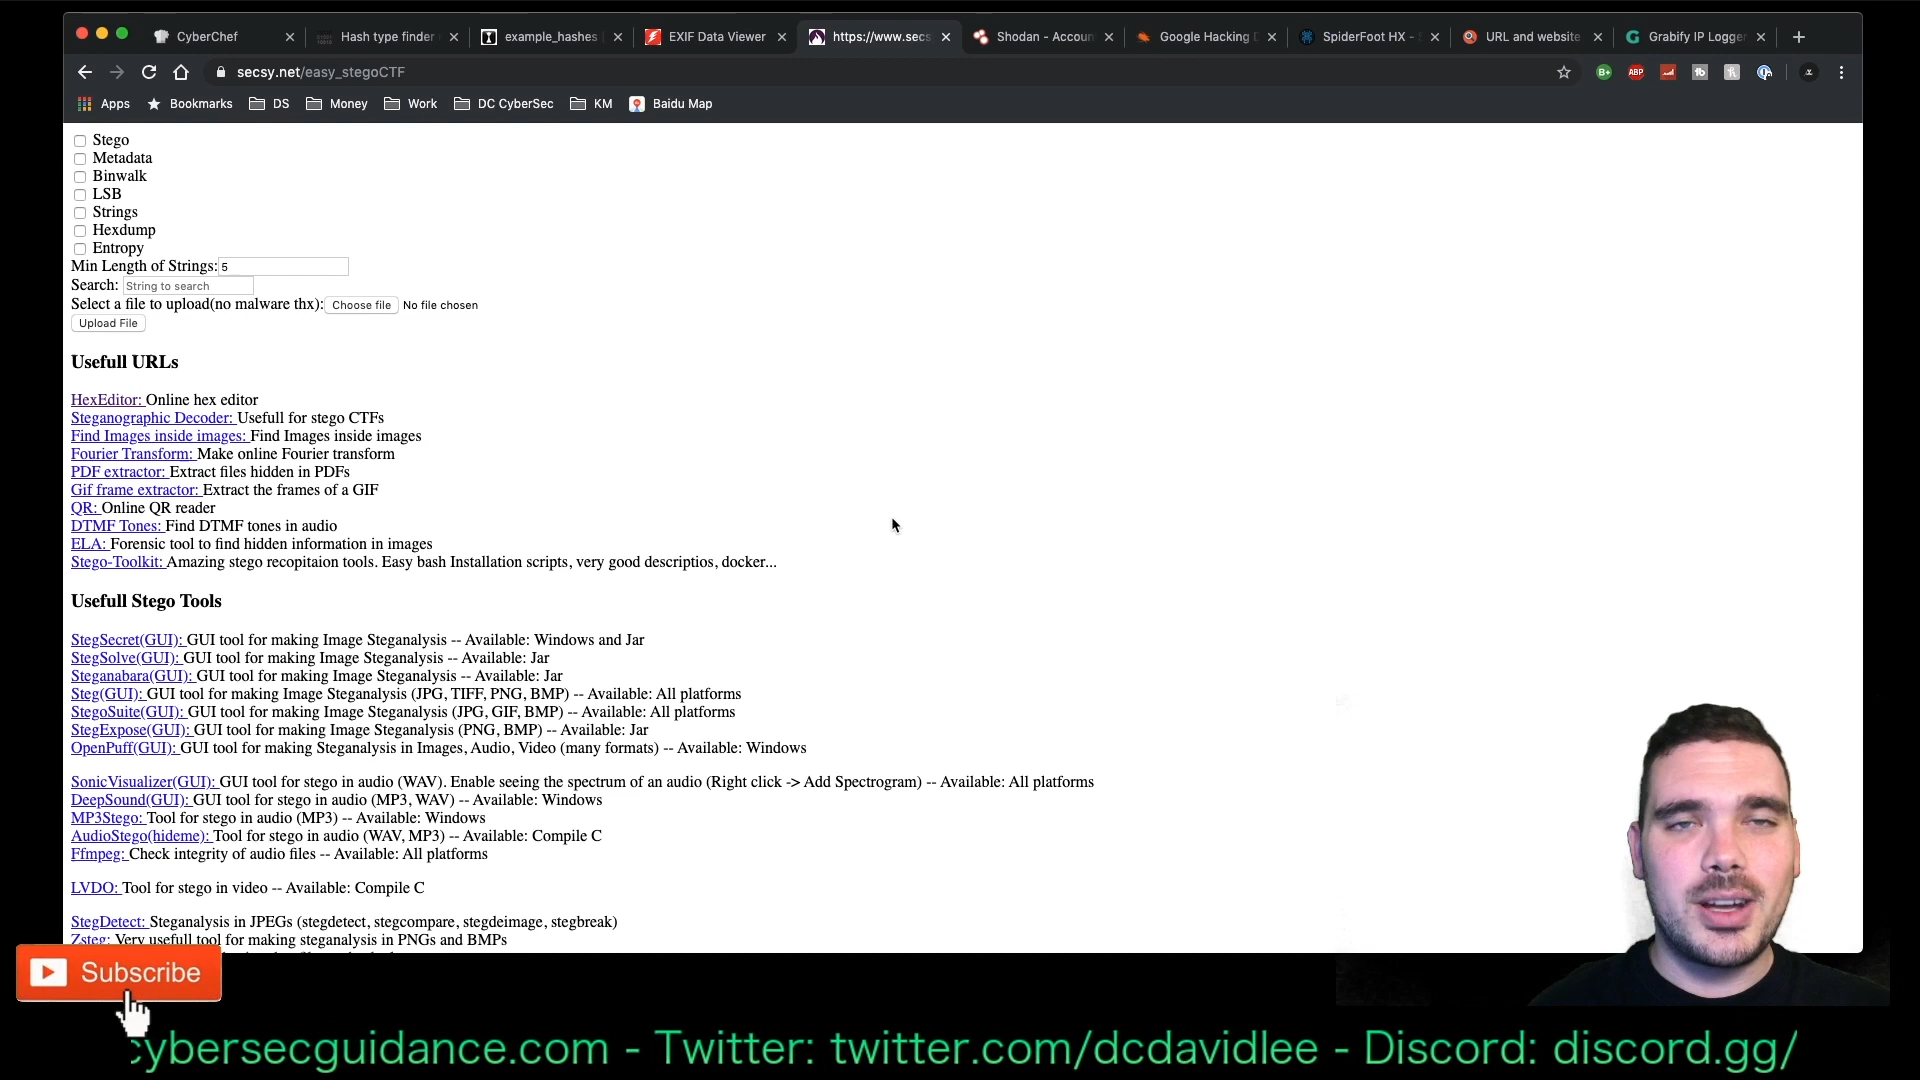 CyberChef
Hash type finder
example_hashes
EXIF Data Viewer
https://www.secs
Shodan - Accoun
Google Hacking D
SpiderFoot HX - S
URL and website
Grabify IP Logger
secsy.net/easy_stegoCTF
Apps
Bookmarks
DS
Money
Work
DC CyberSec
KM
Baidu Map
Stego
Metadata
Binwalk
LSB
Strings
Hexdump
Entropy
Min Length of Strings: 5
Search: String to search
Select a file to upload(no malware thx): Choose file No file chosen
Upload File
Usefull URLs
HexEditor: Online hex editor
Steganographic Decoder: Usefull for stego CTFs
Find Images inside images: Find Images inside images
Fourier Transform: Make online Fourier transform
PDF extractor: Extract files hidden in PDFs
Gif frame extractor: Extract the frames of a GIF
QR: Online QR reader
DTMF Tones: Find DTMF tones in audio
ELA: Forensic tool to find hidden information in images
Stego-Toolkit: Amazing stego recopitaion tools. Easy bash Installation scripts, very good descriptios, docker...
Usefull Stego Tools
StegSecret(GUI): GUI tool for making Image Steganalysis -- Available: Windows and Jar
StegSolve(GUI): GUI tool for making Image Steganalysis -- Available: Jar
Steganabara(GUI): GUI tool for making Image Steganalysis -- Available: Jar
Steg(GUI): GUI tool for making Image Steganalysis (JPG, TIFF, PNG, BMP) -- Available: All platforms
StegoSuite(GUI): GUI tool for making Image Steganalysis (JPG, GIF, BMP) -- Available: All platforms
StegExpose(GUI): GUI tool for making Image Steganalysis (PNG, BMP) -- Available: Jar
OpenPuff(GUI): GUI tool for making Steganalysis in Images, Audio, Video (many formats) -- Available: Windows
SonicVisualizer(GUI): GUI tool for stego in audio (WAV). Enable seeing the spectrum of an audio (Right click -> Add Spectrogram) -- Available: All platforms
DeepSound(GUI): GUI tool for stego in audio (MP3, WAV) -- Available: Windows
MP3Stego: Tool for stego in audio (MP3) -- Available: Windows
AudioStego(hideme): Tool for stego in audio (WAV, MP3) -- Available: Compile C
Ffmpeg: Check integrity of audio files -- Available: All platforms
LVDO: Tool for stego in video -- Available: Compile C
StegDetect: Steganalysis in JPEGs (stegdetect, stegcompare, stegdeimage, stegbreak)
Zsteg: Very usefull tool for making steganalysis in PNGs and BMPs
Subscribe
cybersecguidance.com - Twitter: twitter.com/dcdavidlee - Discord: discord.gg/